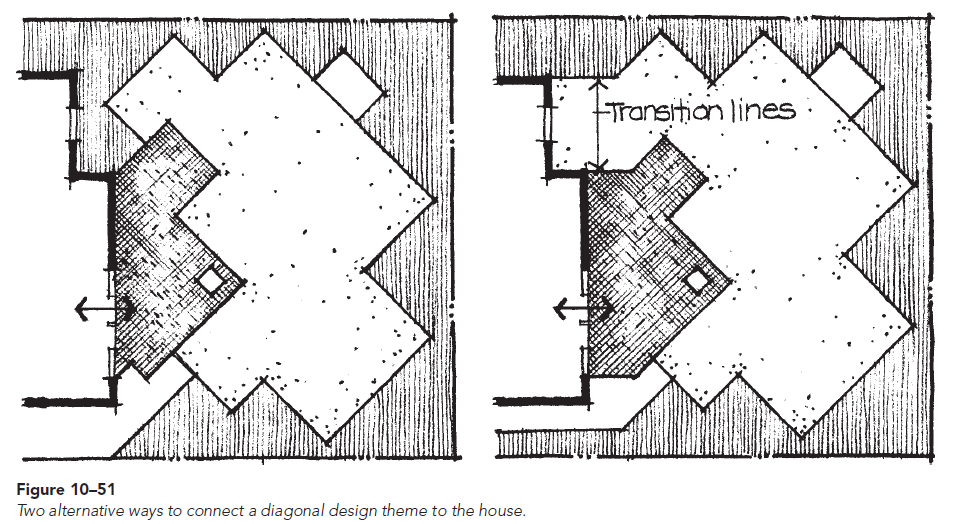 Transition lines
Figure 10–51
Two alternative ways to connect a diagonal design theme to the house.